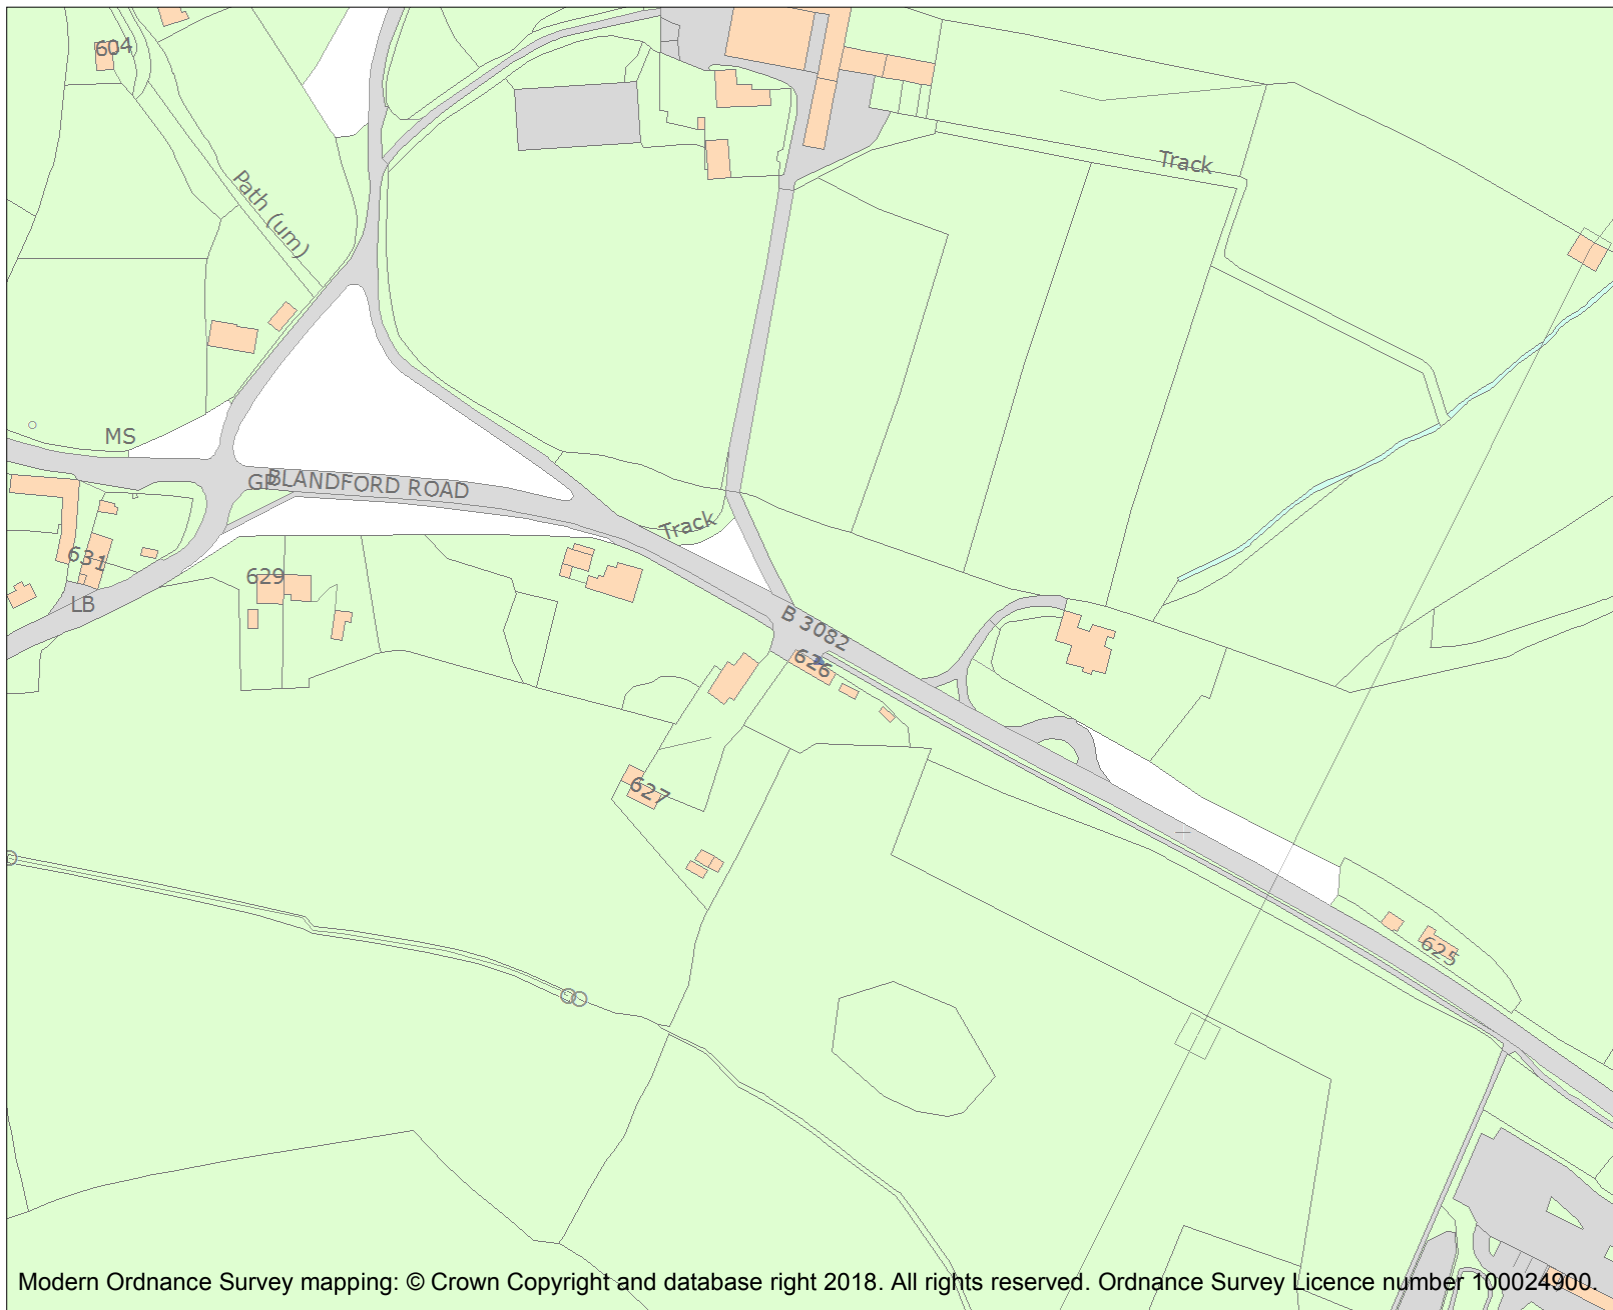 604
Track
Path (um)
MS
GP
BLANDFORD ROAD
Track
631
629
LB
B 3082
626
627
625
Modern Ordnance Survey mapping: © Crown Copyright and database right 2018. All rights reserved. Ordnance Survey Licence number 100024900.